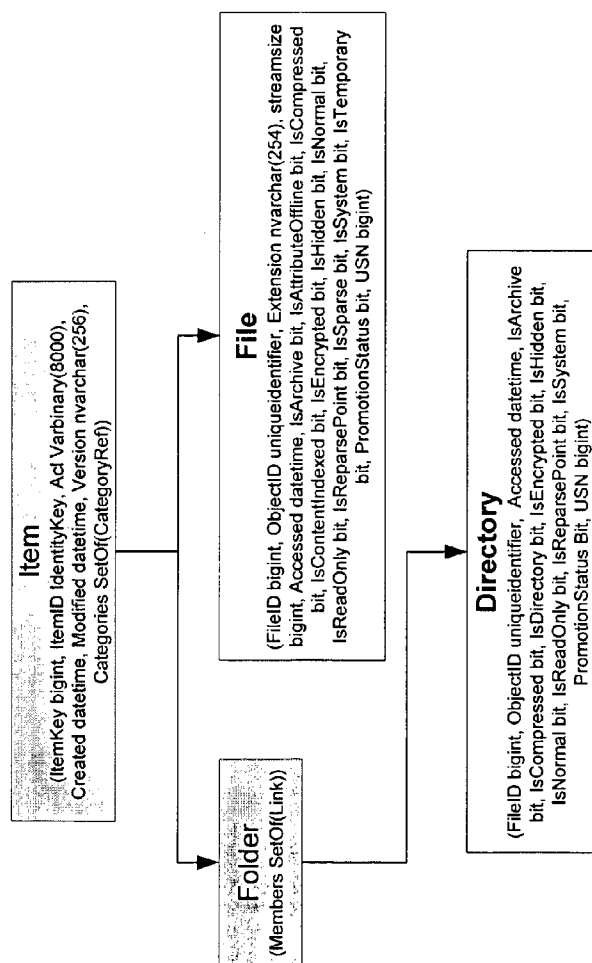 Item
(ItemKey bigint, ItemID IdentityKey, Acl Varbinary(8000),
Created datetime, Modified datetime, Version nvarchar(256),
Categories SetOf(CategoryRef))
Folder
(Members SetOf(Link))
File
(FileID bigint, ObjectID uniqueidentifier, Extension nvarchar(254), streamsize
bigint, Accessed datetime, IsArchive bit, IsAttributeOffline bit, IsCompressed
bit, IsContentIndexed bit, IsEncrypted bit, IsHidden bit, IsNormal bit,
IsReadOnly bit, IsReparsePoint bit, IsSparse bit, IsSystem bit, IsTemporary
bit, PromotionStatus bit, USN bigint)
Directory
(FileID bigint, ObjectID uniqueidentifier, Accessed datetime, IsArchive
bit, IsCompressed bit, IsDirectory bit, IsEncrypted bit, IsHidden bit,
IsNormal bit, IsReadOnly bit, IsReparsePoint bit, IsSystem bit,
PromotionStatus Bit, USN bigint)